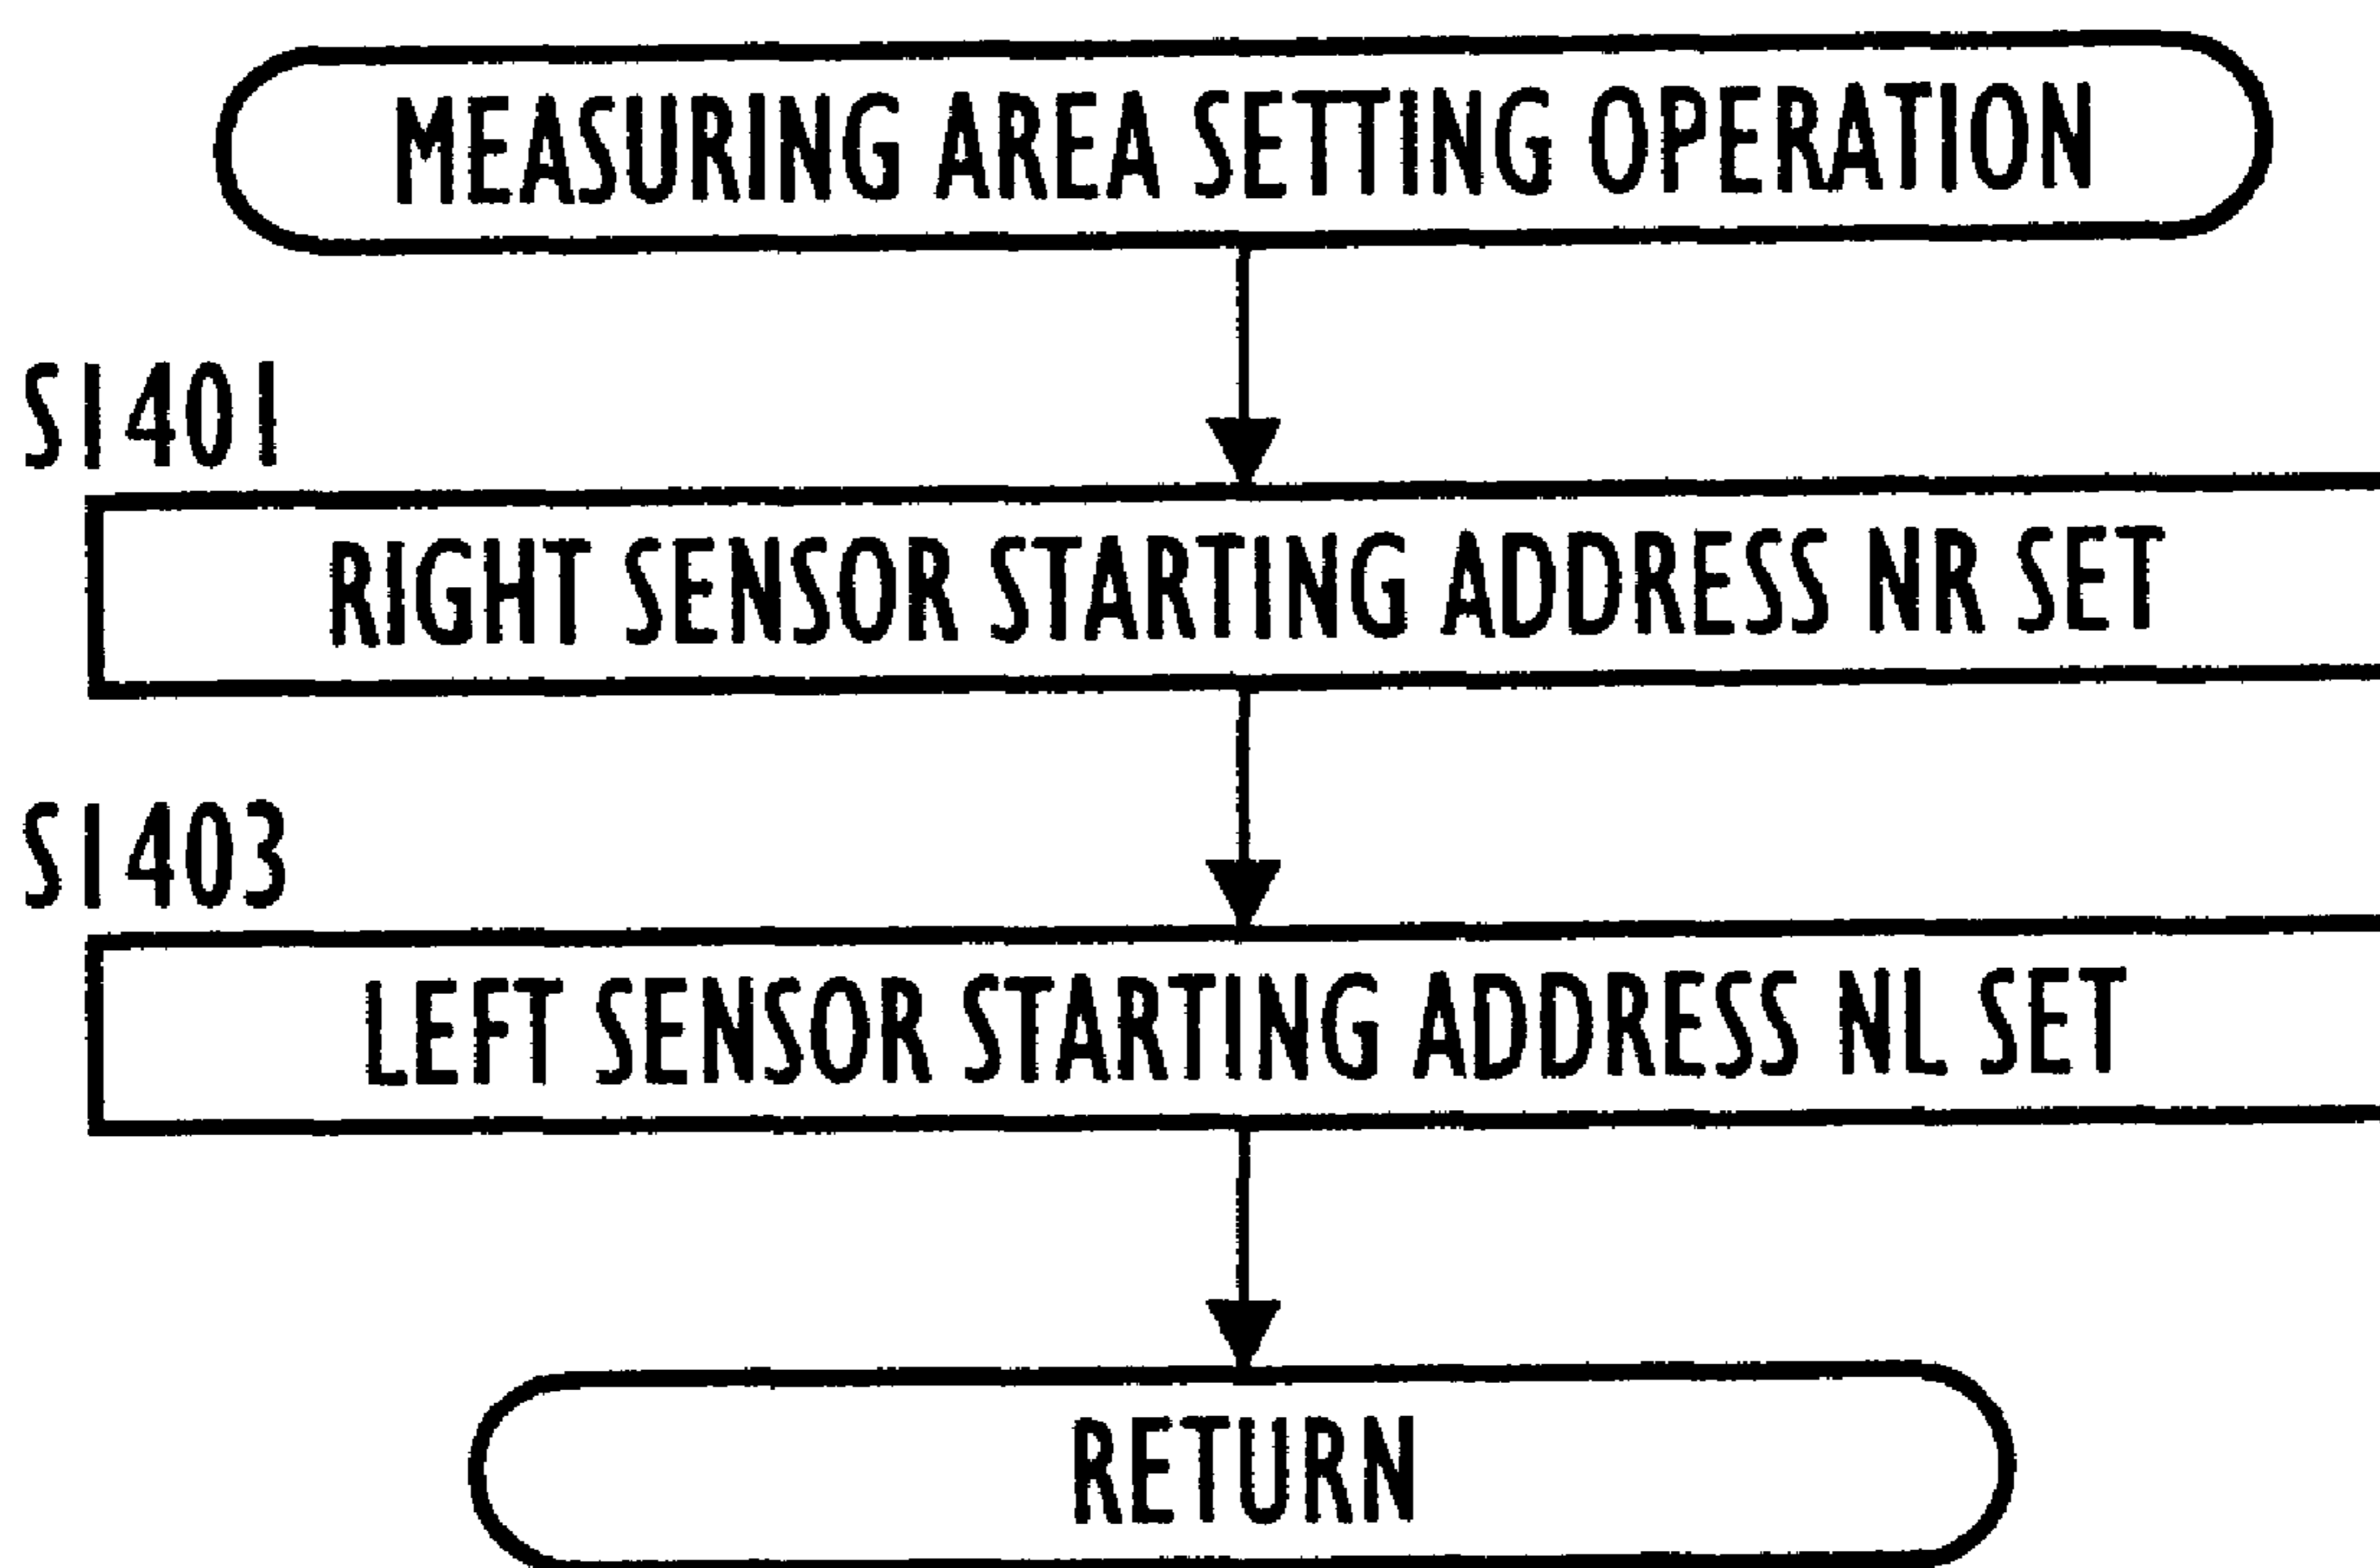 MEASURING AREA SETTING OPERATION
S1401
RIGHT SENSOR STARTING ADDRESS NR SET
S1403
LEFT SENSOR STARTING ADDRESS NL SET
RETURN